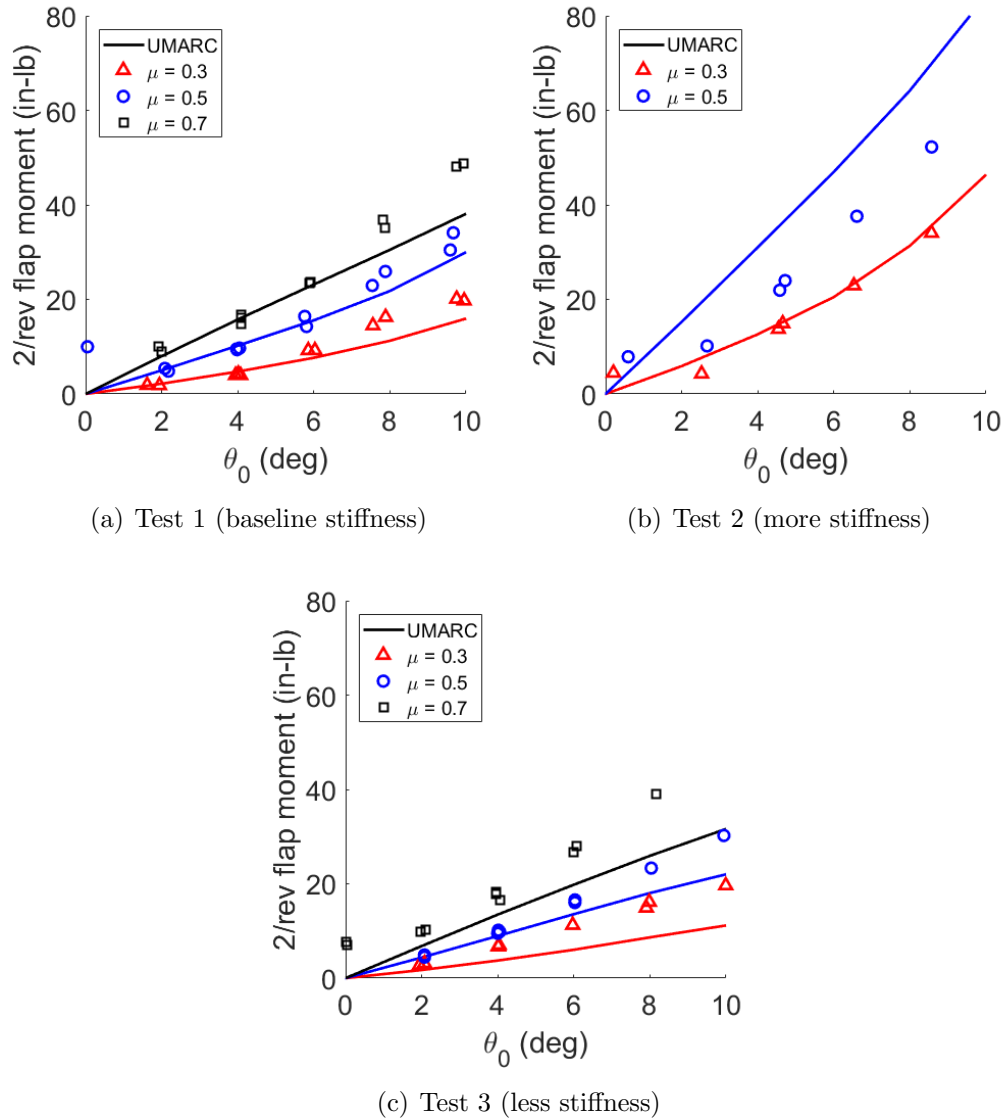 80
60
40
20
0
2/rev flap moment (in-lb)
UMARC
μ = 0.3
μ = 0.5
μ = 0.7
0 2 4 6 8 10
θ0 (deg)
(a) Test 1 (baseline stiffness)
80
60
40
20
0
2/rev flap moment (in-lb)
UMARC
μ = 0.3
μ = 0.5
0 2 4 6 8 10
θ0 (deg)
(b) Test 2 (more stiffness)
80
60
40
20
0
2/rev flap moment (in-lb)
UMARC
μ = 0.3
μ = 0.5
μ = 0.7
0 2 4 6 8 10
θ0 (deg)
(c) Test 3 (less stiffness)